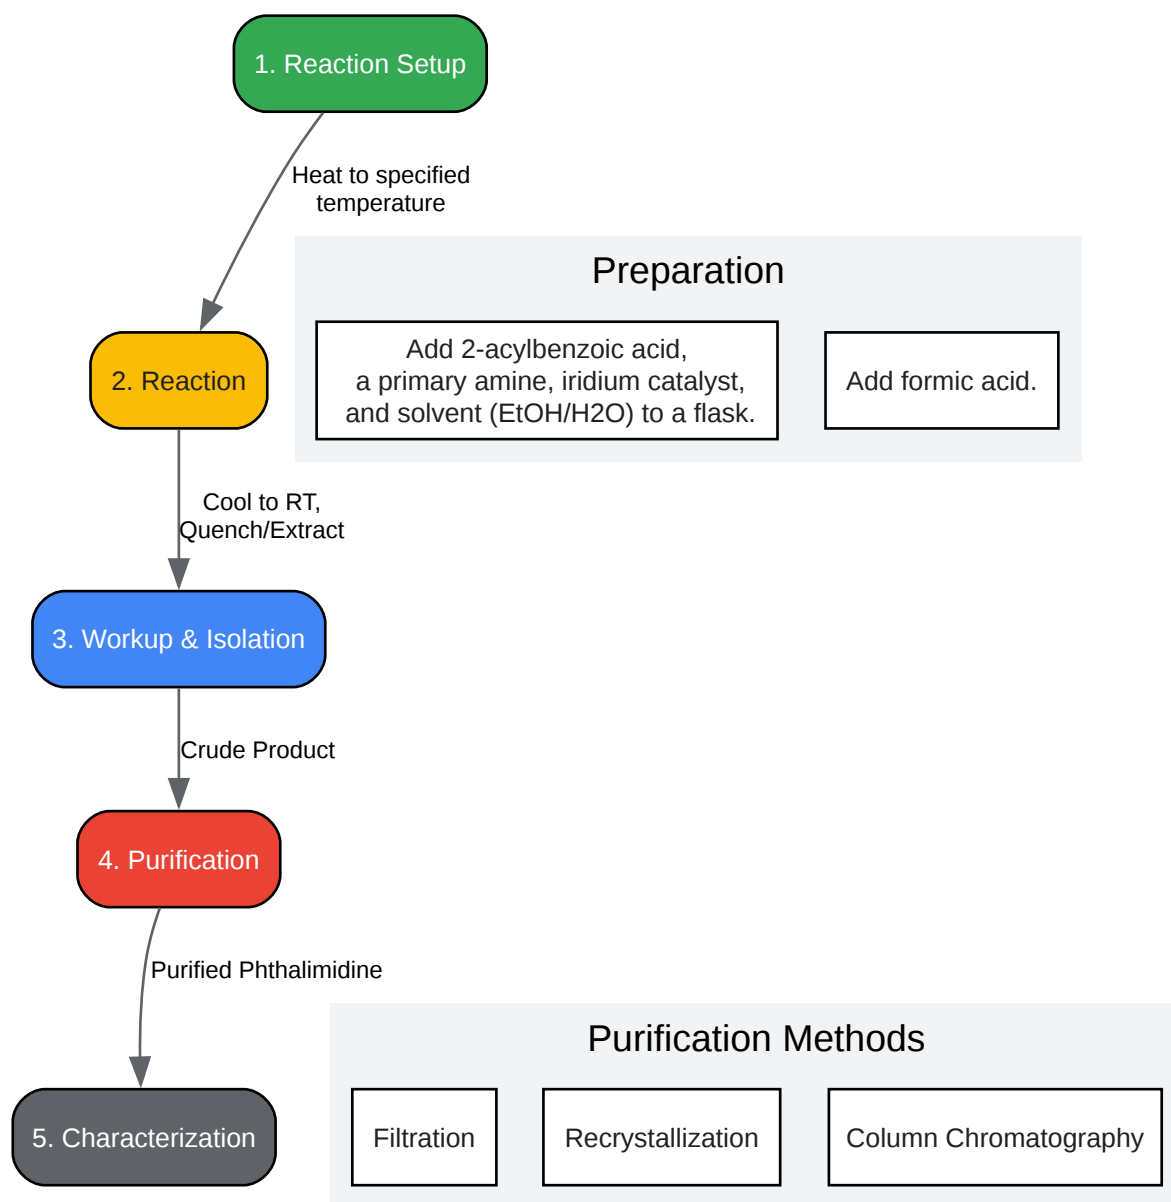 1. Reaction Setup
Heat to specified
temperature
Preparation
Add 2-acylbenzoic acid,
a primary amine, iridium catalyst,
and solvent (EtOH/H2O) to a flask.
Add formic acid.
2. Reaction
Cool to RT,
Quench/Extract
3. Workup & Isolation
Crude Product
4. Purification
Purified Phthalimidine
Purification Methods
5. Characterization
Filtration
Recrystallization
Column Chromatography